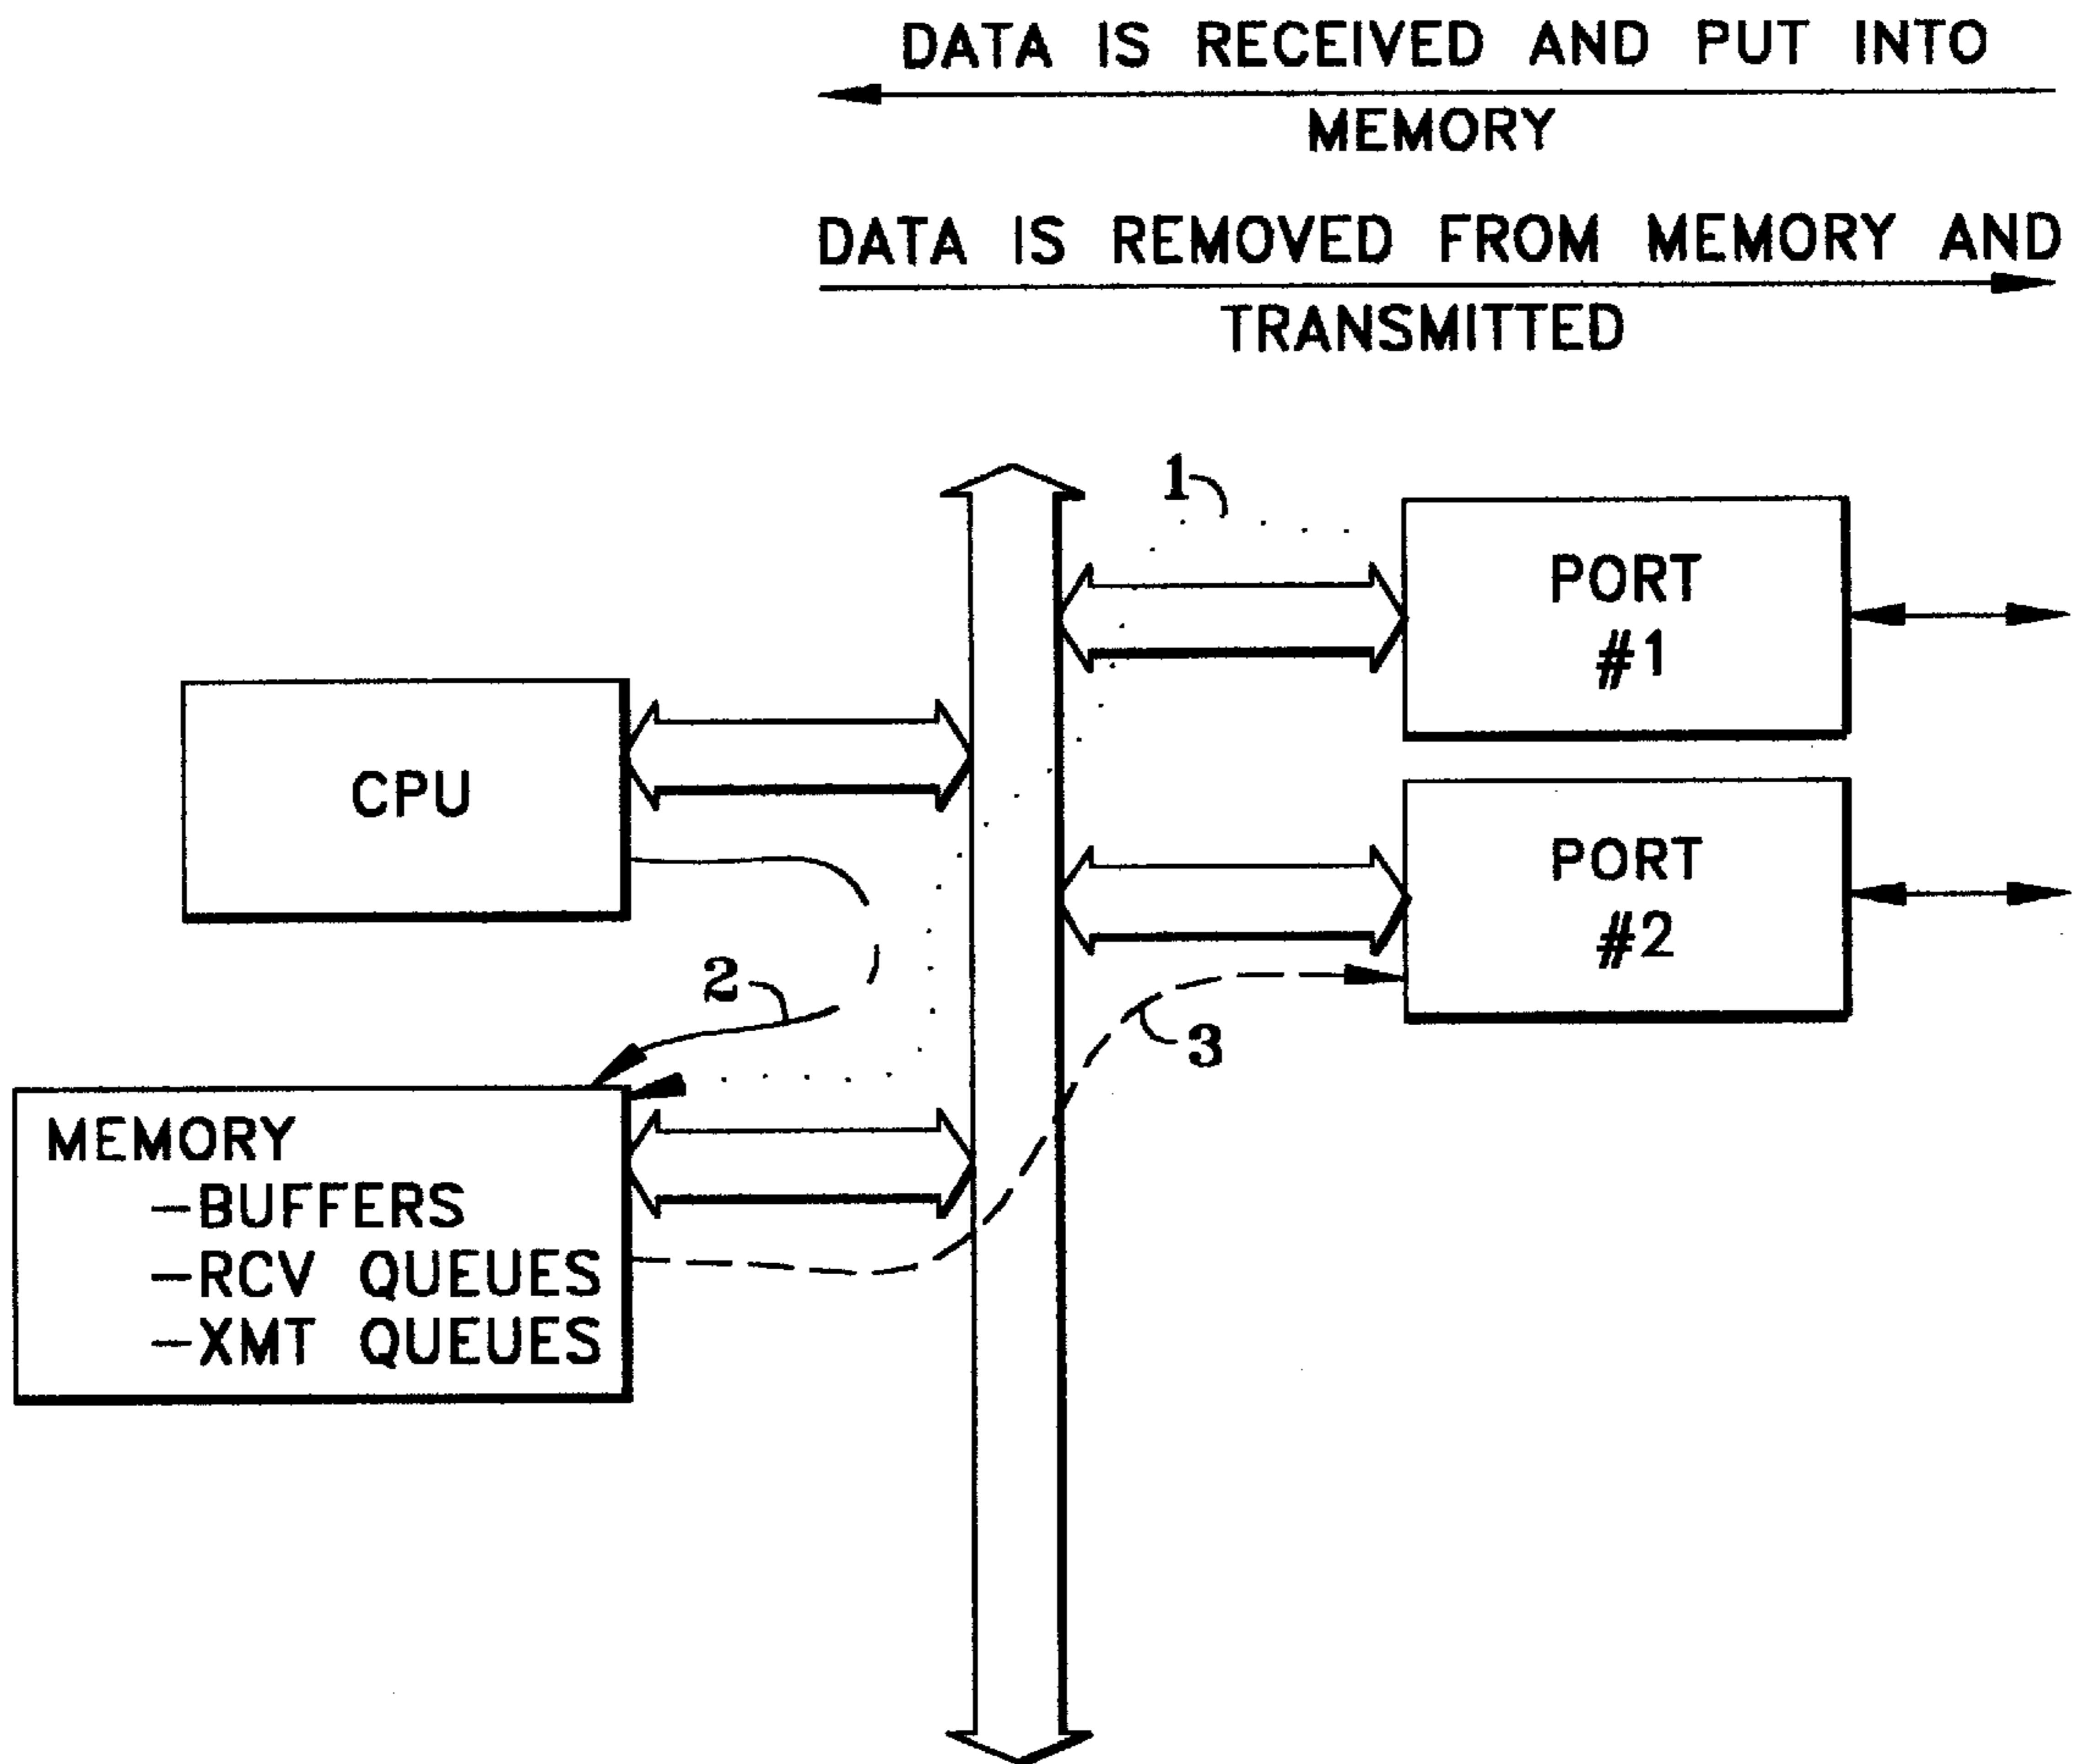 DATA IS RECEIVED AND PUT INTO
MEMORY
DATA IS REMOVED FROM MEMORY AND
TRANSMITTED
1
PORT
#1
CPU
PORT
#2
2
3
MEMORY
-BUFFERS
-RCV QUEUES
-XMT QUEUES